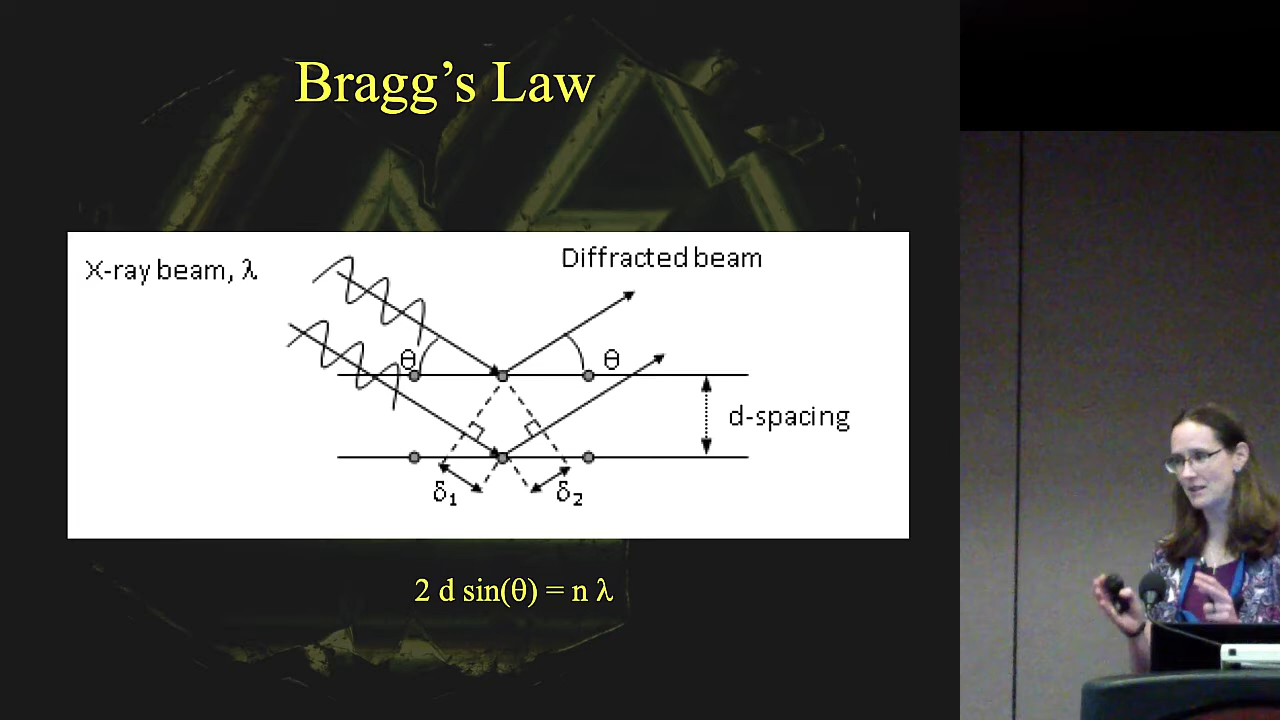 Bragg's Law
X-ray beam, λ
Diffracted beam
θ
θ
d-spacing
δ₁
δ₂
2 d sin(θ) = n λ